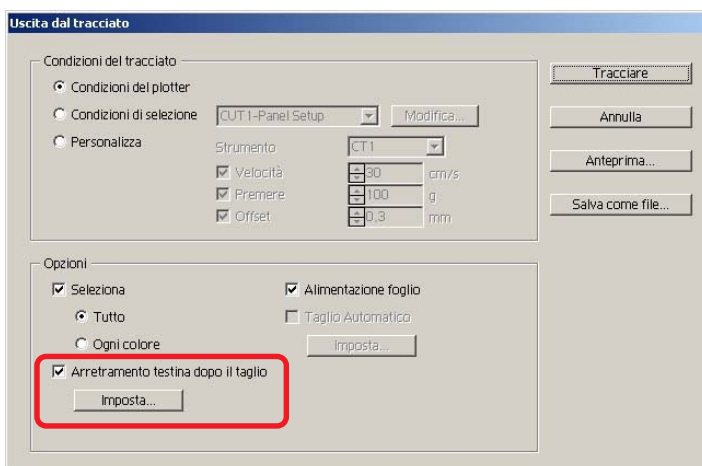 Uscita dal tracciato
Condizioni del tracciato
Condizioni del plotter
Condizioni di selezione CUT1-Panel Setup Modifica...
Personalizza Strumento CT1
Velocità 30 cm/s
Premere 100 g
Offset 0,3 mm
Tracciare
Annulla
Anteprima...
Salva come file...
Opzioni
Seleziona Alimentazione foglio
Tutto Taglio Automatico
Ogni colore Imposta...
Arretramento testina dopo il taglio
Imposta...